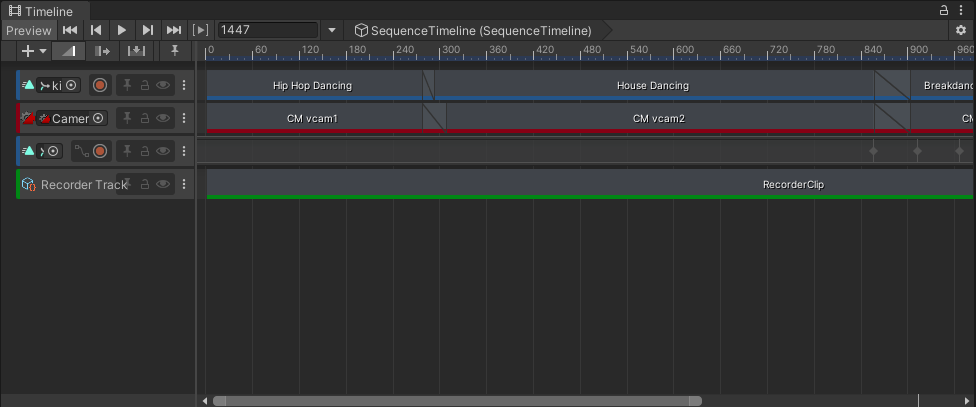 Timeline
Preview 1447 SequenceTimeline (SequenceTimeline)
0 60 120 180 240 300 360 420 480 540 600 660 720 780 840 900 960
ki Hip Hop Dancing House Dancing Breakdanc
Camer CM vcam1 CM vcam2 CM
Recorder Track RecorderClip